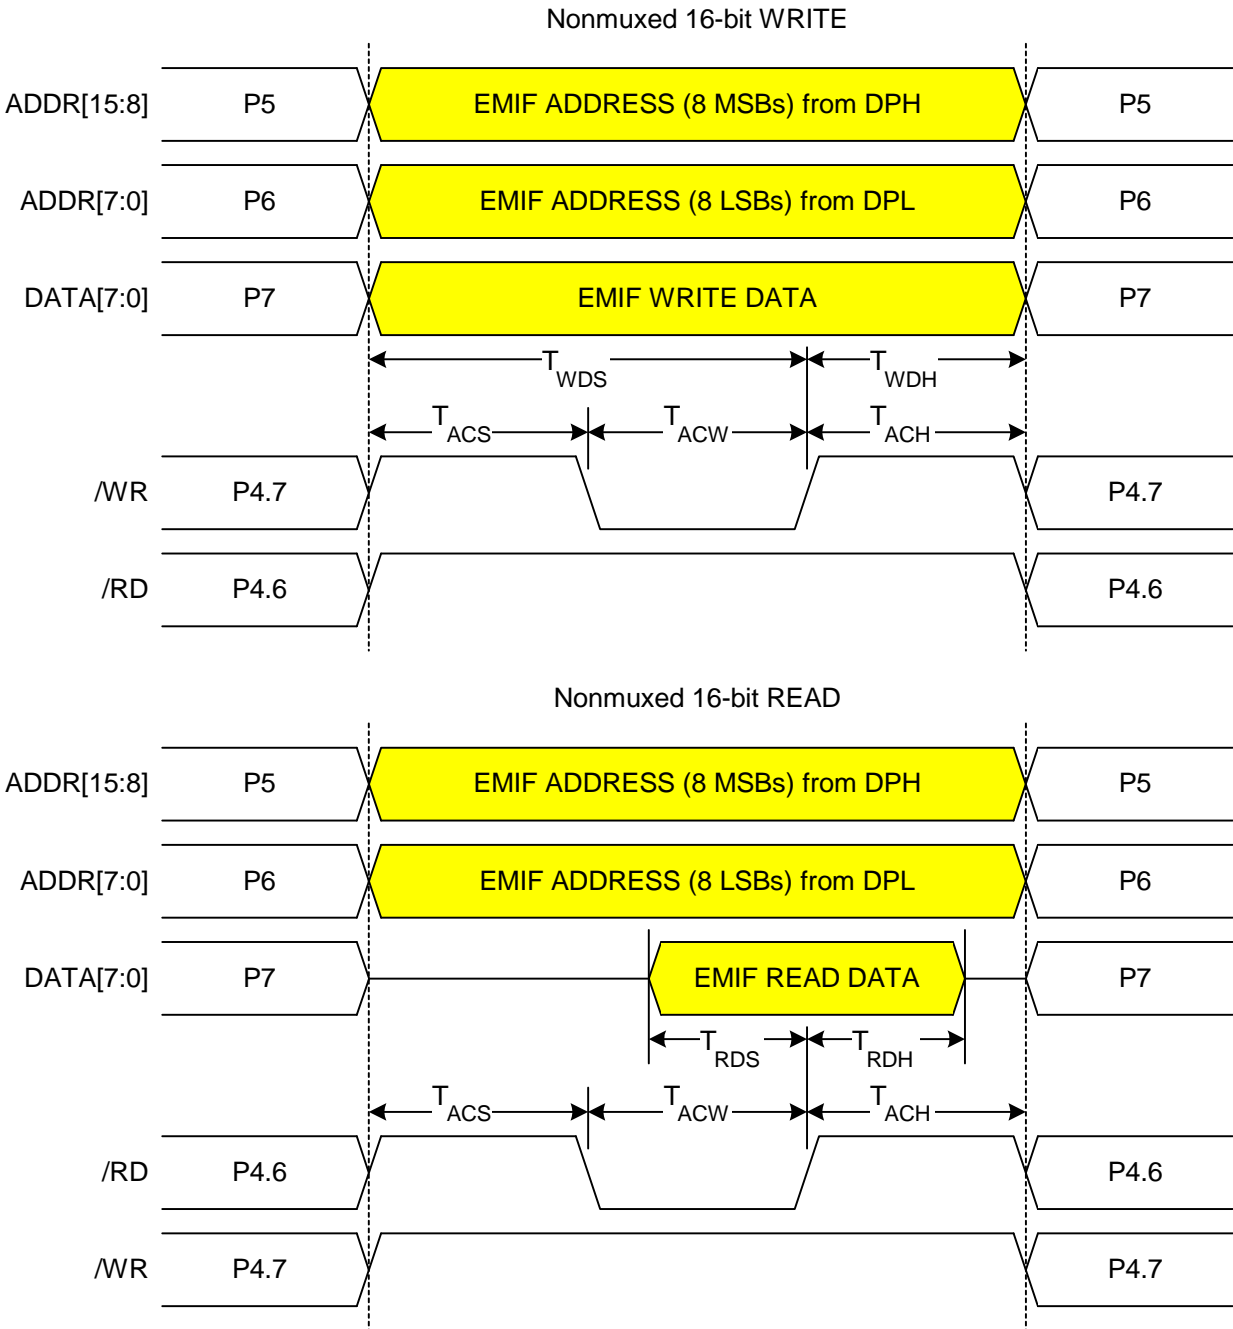 Nonmuxed 16-bit WRITE
ADDR[15:8] P5 EMIF ADDRESS (8 MSBs) from DPH P5
ADDR[7:0] P6 EMIF ADDRESS (8 LSBs) from DPL P6
DATA[7:0] P7 EMIF WRITE DATA P7
TWDS TWDH
TACS TACW TACH
/WR P4.7 P4.7
/RD P4.6 P4.6
Nonmuxed 16-bit READ
ADDR[15:8] P5 EMIF ADDRESS (8 MSBs) from DPH P5
ADDR[7:0] P6 EMIF ADDRESS (8 LSBs) from DPL P6
DATA[7:0] P7 EMIF READ DATA P7
TRDS TRDH
TACS TACW TACH
/RD P4.6 P4.6
/WR P4.7 P4.7